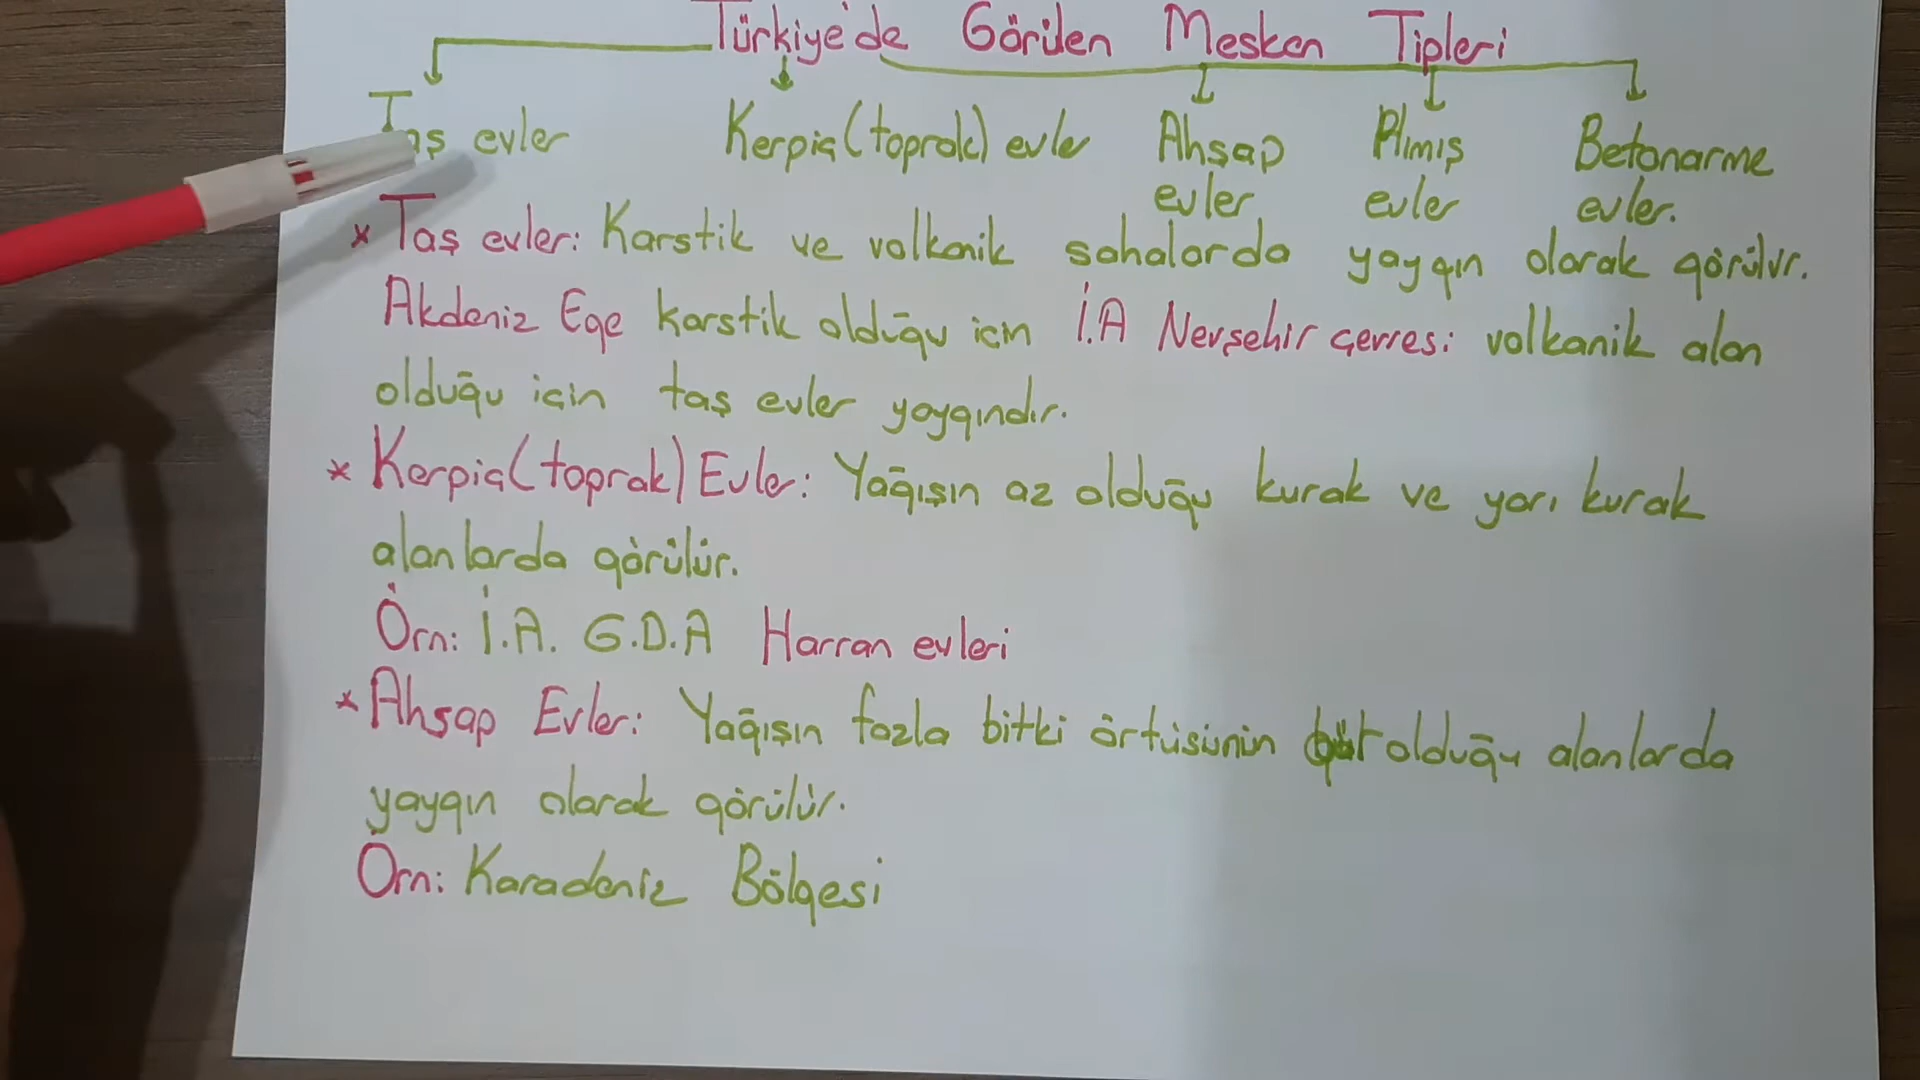 Türkiye'de Görülen Mesken Tipleri
Taş evler Kerpiç(toprak) evler Ahşap evler Plmış evler Betonarme evler.
* Taş evler: Karstik ve volkanik sahalarda yaygın olarak görülür.
Akdeniz Ege karstik olduğu için İ.A Nevşehir çevresi: volkanik alan
olduğu için taş evler yaygındır.
* Kerpiç(toprak) Evler: Yağışın az olduğu kurak ve yarı kurak
alanlarda görülür.
Örn: İ.A. G.D.A Harran evleri
* Ahşap Evler: Yağışın fazla bitki örtüsünün gür olduğu alanlarda
yaygın olarak görülür.
Örn: Karadeniz Bölgesi